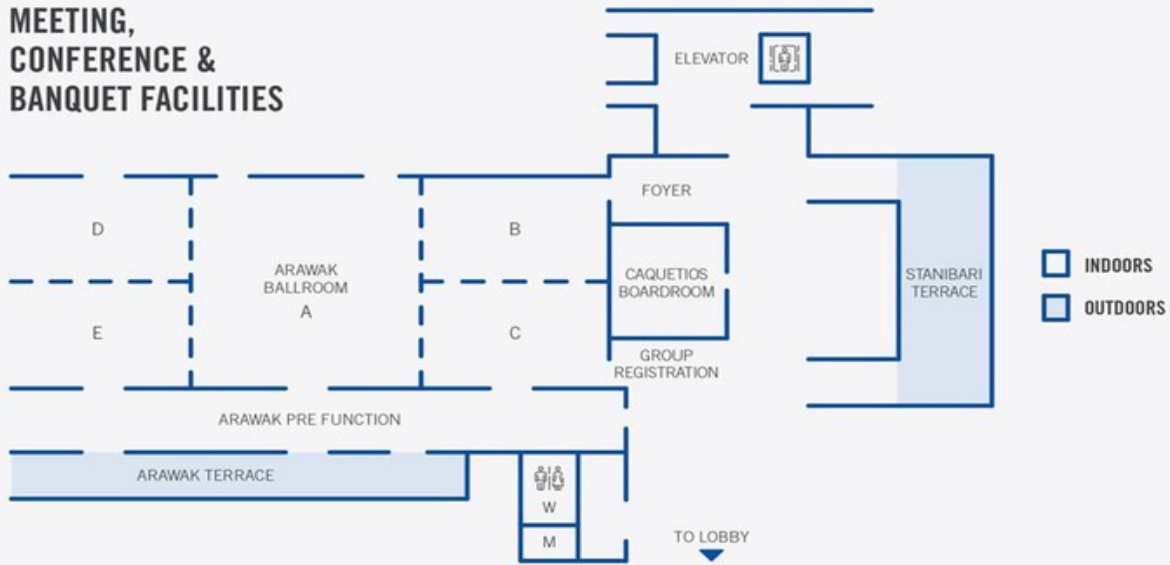 MEETING,
CONFERENCE &
BANQUET FACILITIES
ELEVATOR
FOYER
D
B
ARAWAK
BALLROOM
A
CAQUETIOS
BOARDROOM
STANIBARI
TERRACE
INDOORS
OUTDOORS
E
C
GROUP
REGISTRATION
ARAWAK PRE FUNCTION
ARAWAK TERRACE
W
M
TO LOBBY